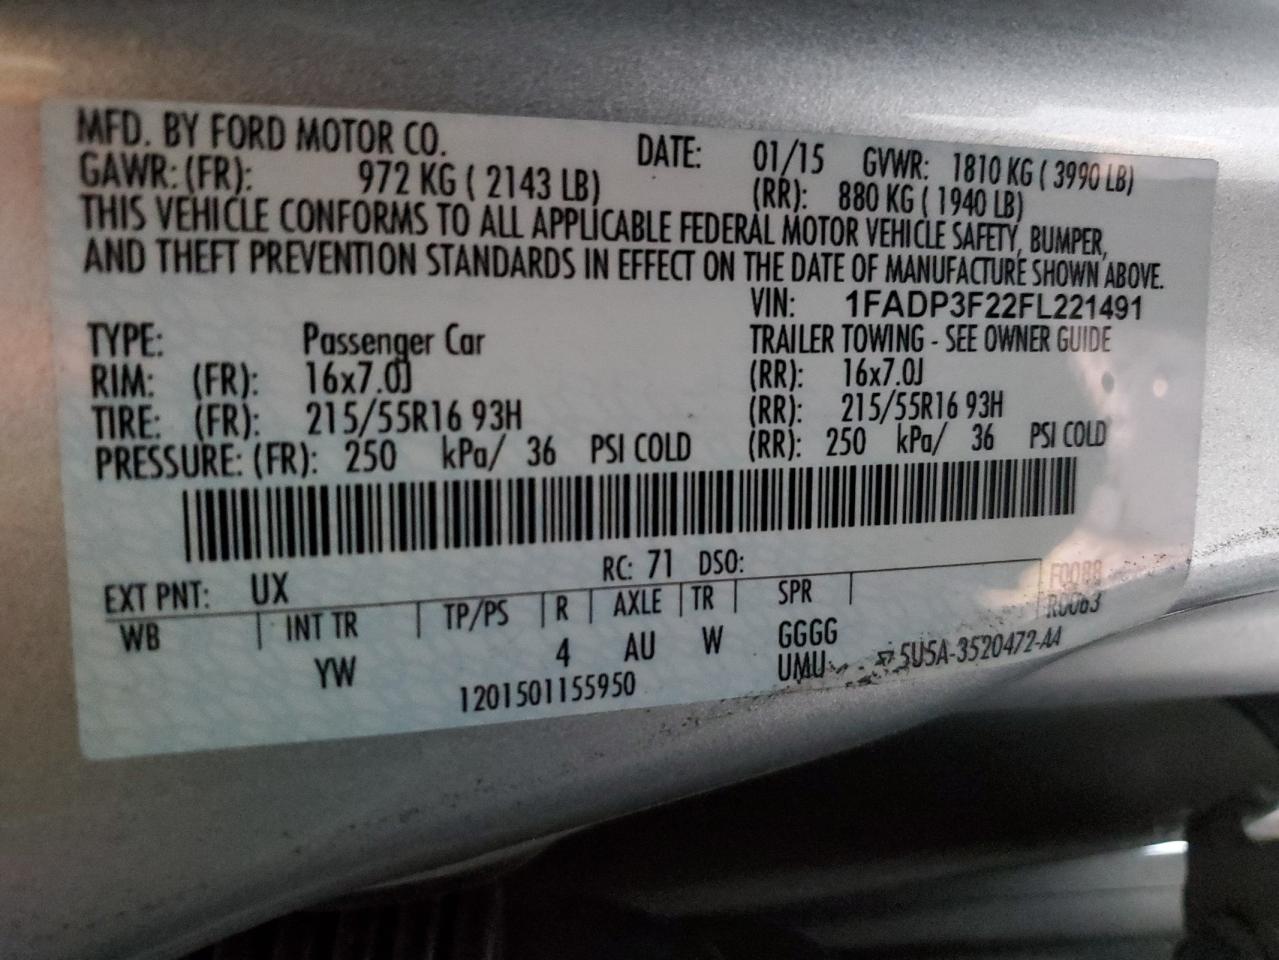 MFD. BY FORD MOTOR CO.
DATE: 01/15 GVWR: 1810 KG ( 3990 LB)
GAWR: (FR): 972 KG ( 2143 LB) (RR): 880 KG ( 1940 LB)
THIS VEHICLE CONFORMS TO ALL APPLICABLE FEDERAL MOTOR VEHICLE SAFETY, BUMPER,
AND THEFT PREVENTION STANDARDS IN EFFECT ON THE DATE OF MANUFACTURE SHOWN ABOVE.
VIN: 1FADP3F22FL221491
TYPE: Passenger Car TRAILER TOWING - SEE OWNER GUIDE
RIM: (FR): 16x7.0J (RR): 16x7.0J
TIRE: (FR): 215/55R16 93H (RR): 215/55R16 93H
PRESSURE: (FR): 250 kPa/ 36 PSI COLD (RR): 250 kPa/ 36 PSI COLD
EXT PNT: UX RC: 71 DSO: F0088
WB INT TR TP/PS R AXLE TR SPR R0063
YW 4 AU W GGGG
1201501155950 UMU 5U5A-3520472-AA